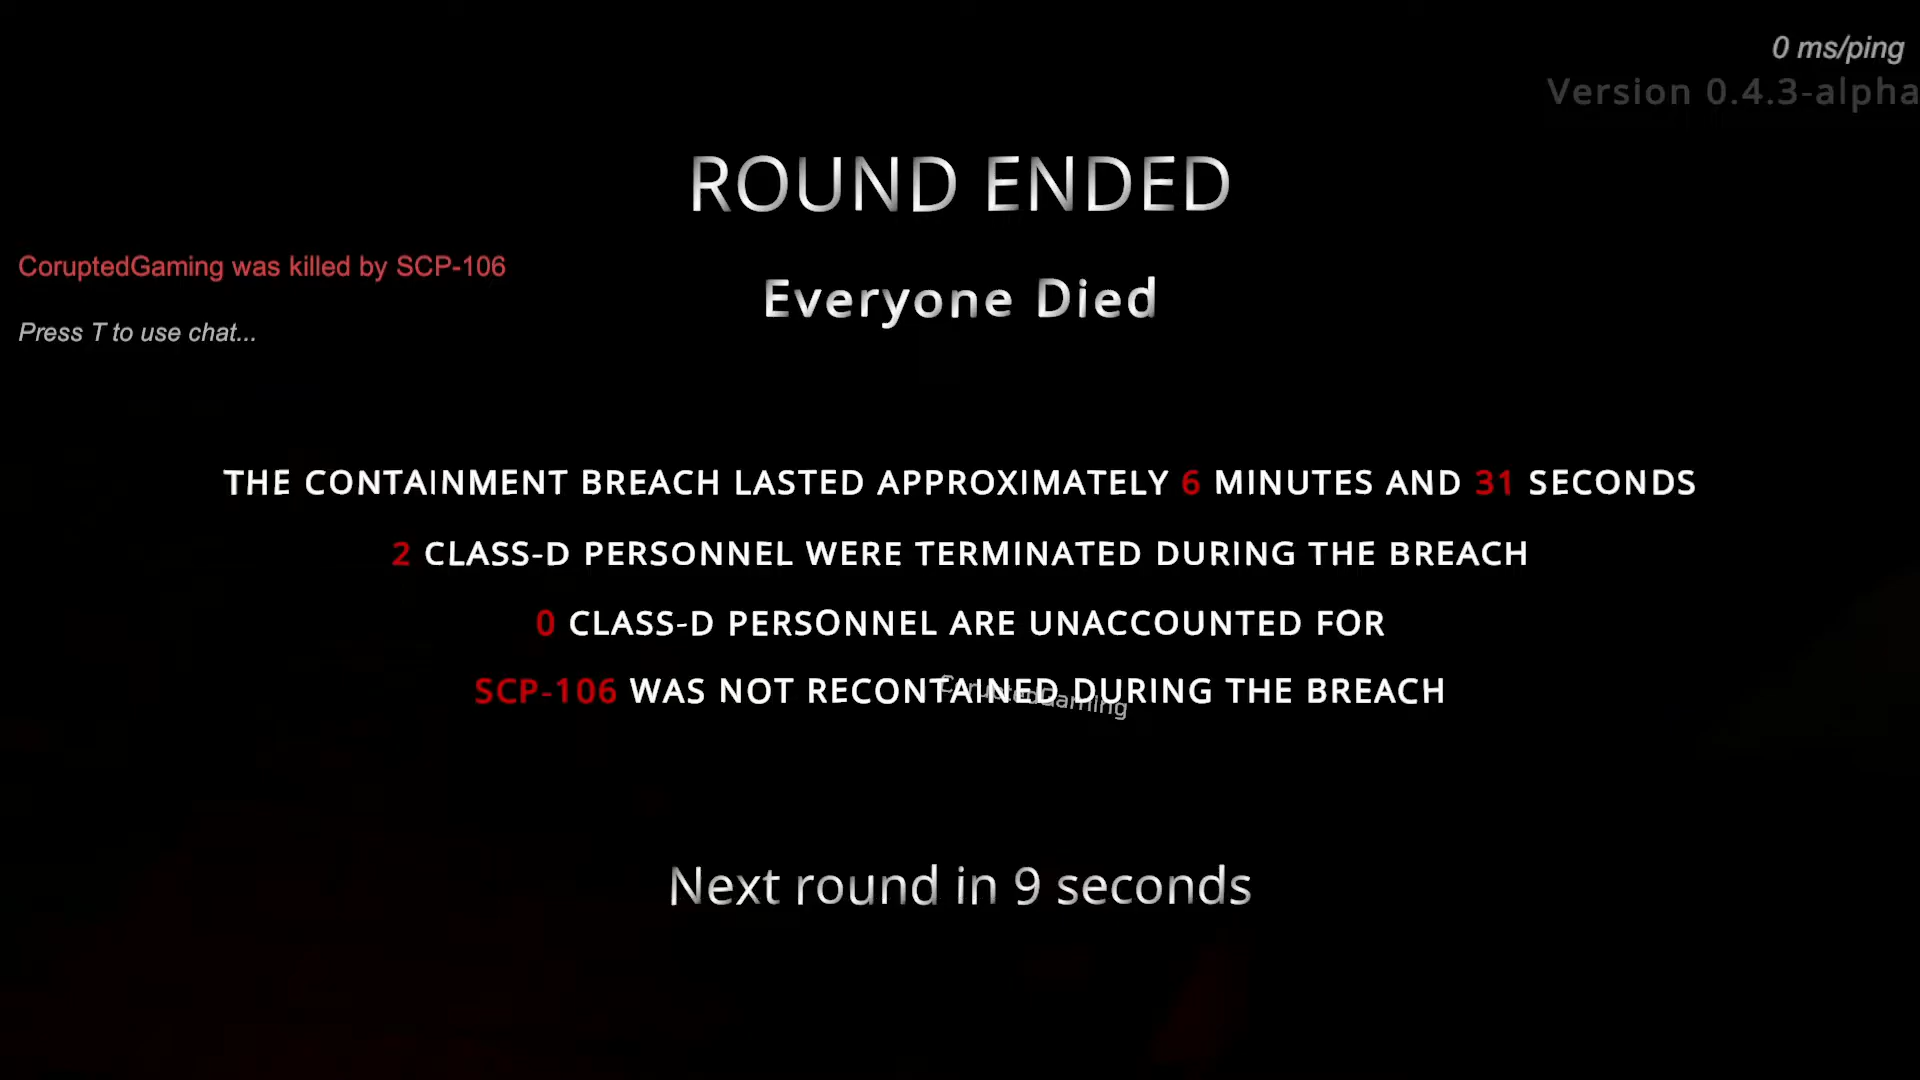 0 ms/ping
Version 0.4.3-alpha
ROUND ENDED
CoruptedGaming was killed by SCP-106
Everyone Died
Press T to use chat...
THE CONTAINMENT BREACH LASTED APPROXIMATELY 6 MINUTES AND 31 SECONDS
2 CLASS-D PERSONNEL WERE TERMINATED DURING THE BREACH
0 CLASS-D PERSONNEL ARE UNACCOUNTED FOR
SCP-106 WAS NOT RECONTAINED DURING THE BREACH
CoruptedGaming
Next round in 9 seconds